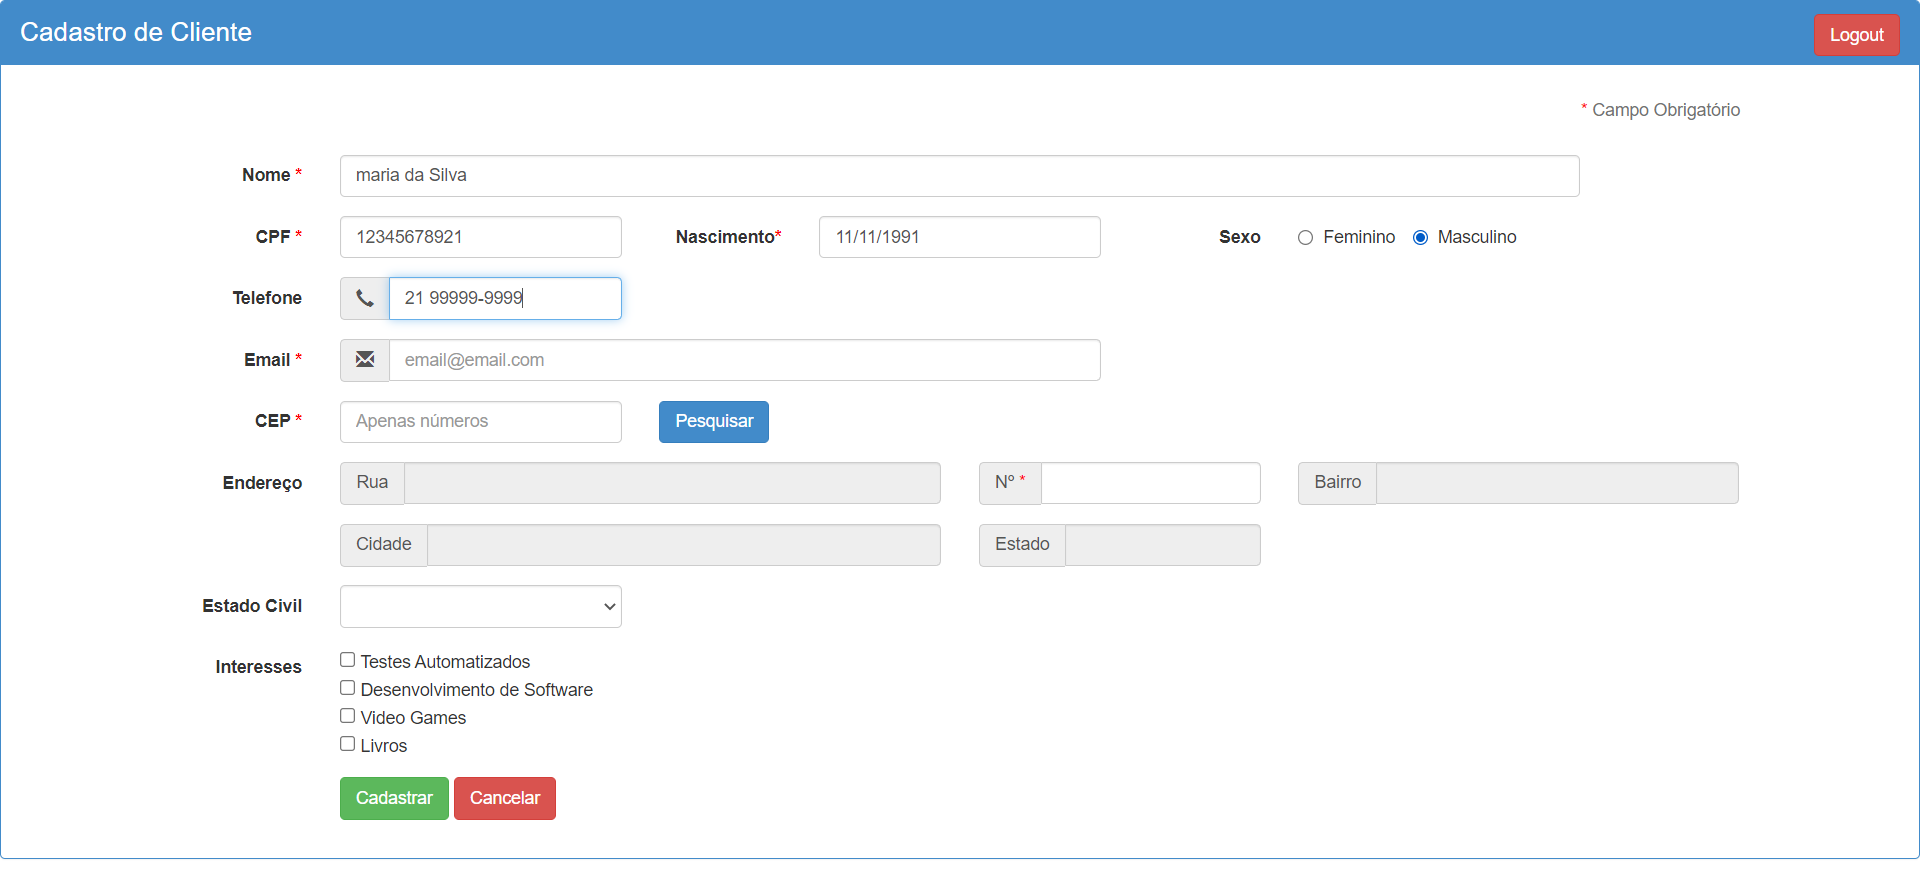 Cadastro de Cliente Logout
* Campo Obrigatório
Nome * maria da Silva
CPF * 12345678921 Nascimento* 11/11/1991 Sexo Feminino Masculino
Telefone 21 99999-9999
Email * email@email.com
CEP * Apenas números Pesquisar
Endereço Rua Nº * Bairro
Cidade Estado
Estado Civil
Interesses Testes Automatizados
Desenvolvimento de Software
Video Games
Livros
Cadastrar Cancelar